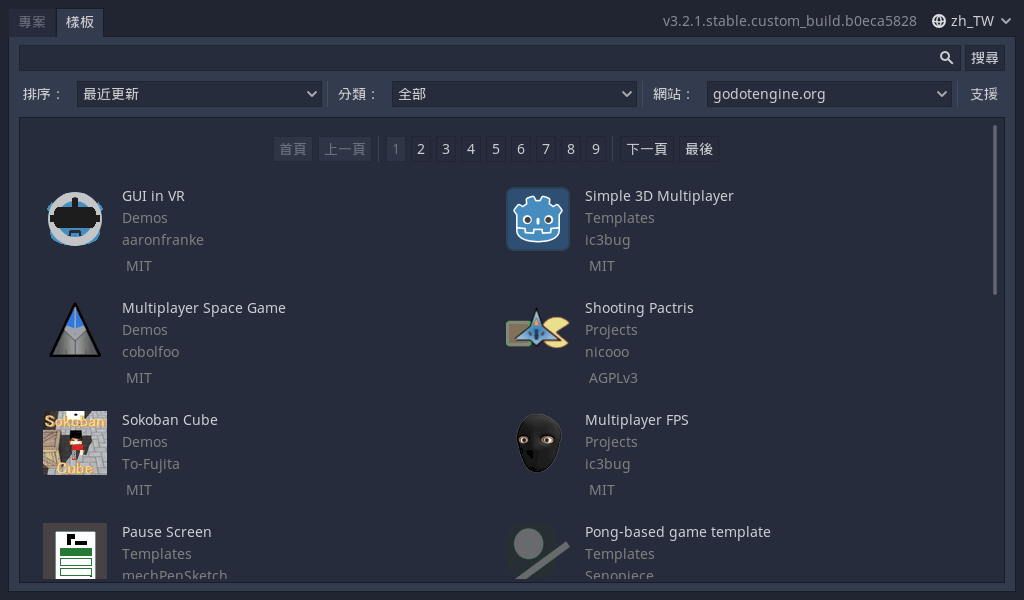 專案 樣板 v3.2.1.stable.custom_build.b0eca5828 zh_TW
搜尋
排序： 最近更新 分類： 全部 網站： godotengine.org 支援
首頁 上一頁 1 2 3 4 5 6 7 8 9 下一頁 最後
GUI in VR
Demos
aaronfranke
MIT
Simple 3D Multiplayer
Templates
ic3bug
MIT
Multiplayer Space Game
Demos
cobolfoo
MIT
Shooting Pactris
Projects
nicooo
AGPLv3
Sokoban
Cube
Sokoban Cube
Demos
To-Fujita
MIT
Multiplayer FPS
Projects
ic3bug
MIT
Pause Screen
Templates
mechPenSketch
Pong-based game template
Templates
Senopiece